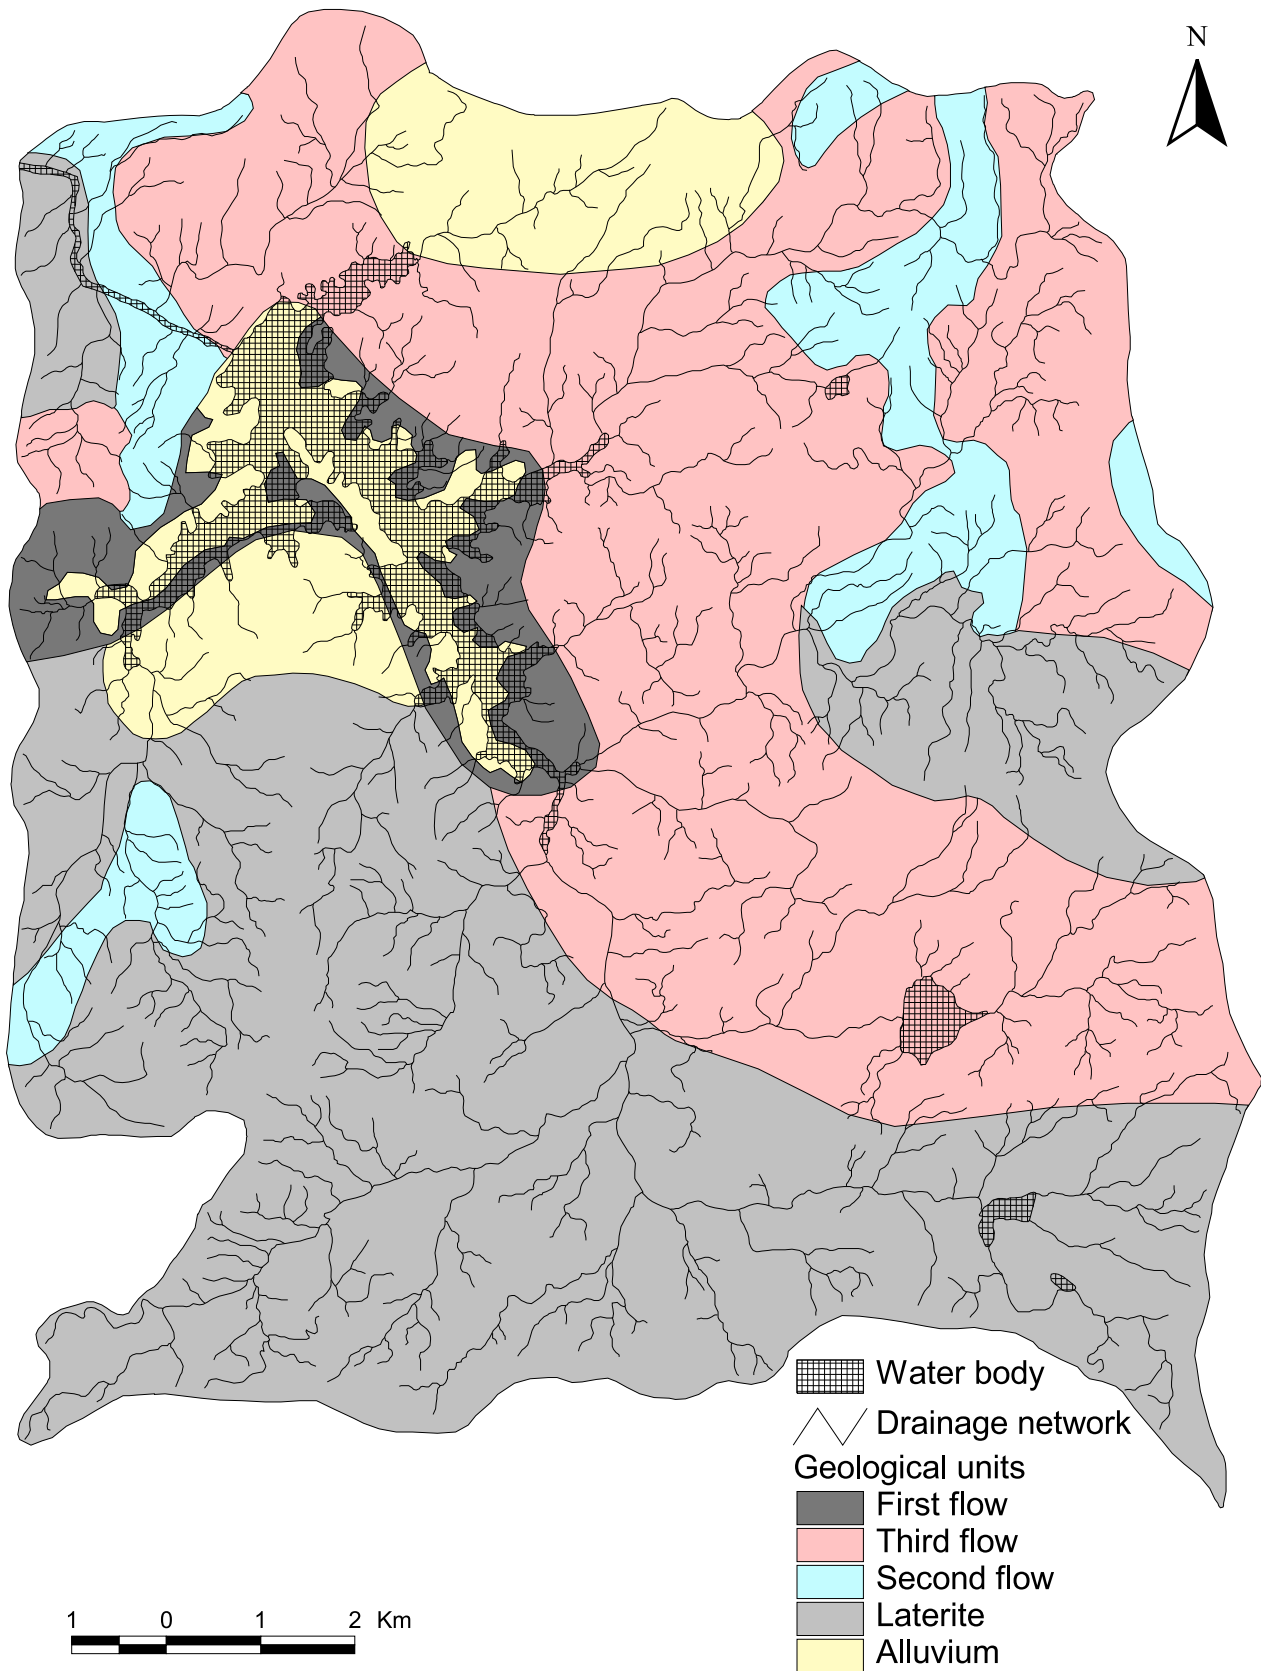 N
Water body
Drainage network
Geological units
First flow
Third flow
Second flow
Laterite
Alluvium
1 0 1 2 Km